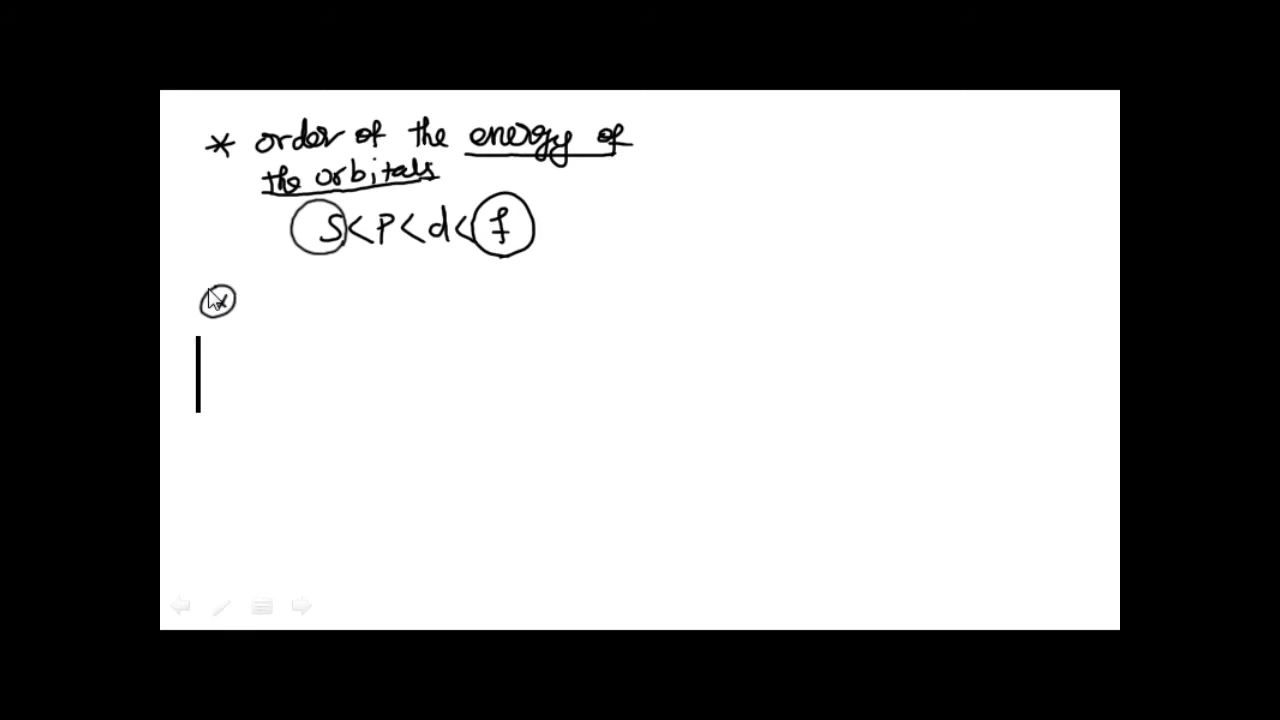 * order of the energy of
the orbitals
S<P<d<f